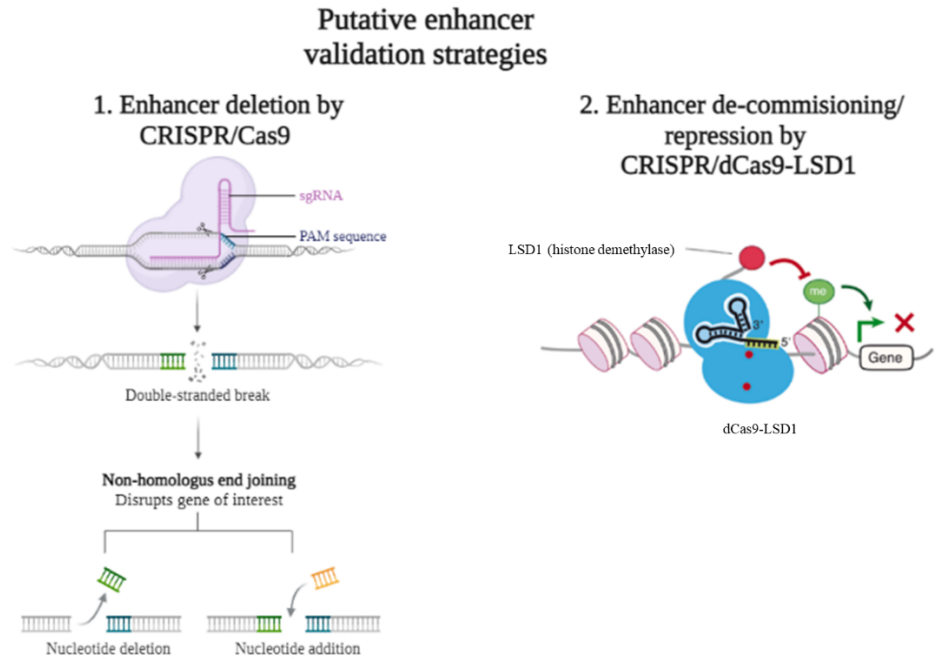 Putative enhancer
validation strategies
1. Enhancer deletion by
CRISPR/Cas9
sgRNA
PAM sequence
Double-stranded break
Non-homologus end joining
Disrupts gene of interest
Nucleotide deletion
Nucleotide addition
2. Enhancer de-commisioning/
repression by
CRISPR/dCas9-LSD1
LSD1 (histone demethylase)
me
3'
5'
Gene
dCas9-LSD1